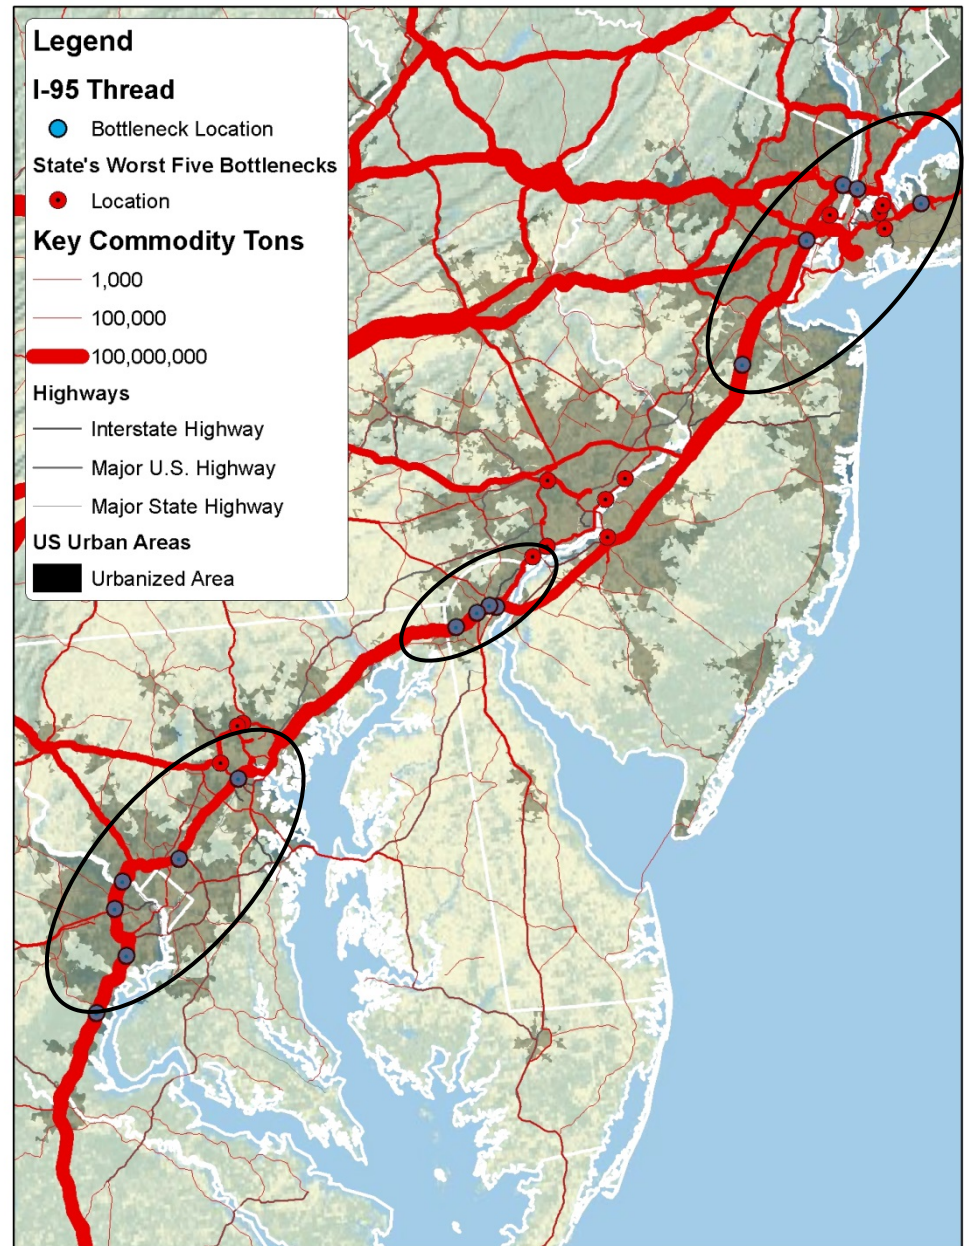 Legend
I-95 Thread
Bottleneck Location
State's Worst Five Bottlenecks
Location
Key Commodity Tons
1,000
100,000
100,000,000
Highways
Interstate Highway
Major U.S. Highway
Major State Highway
US Urban Areas
Urbanized Area